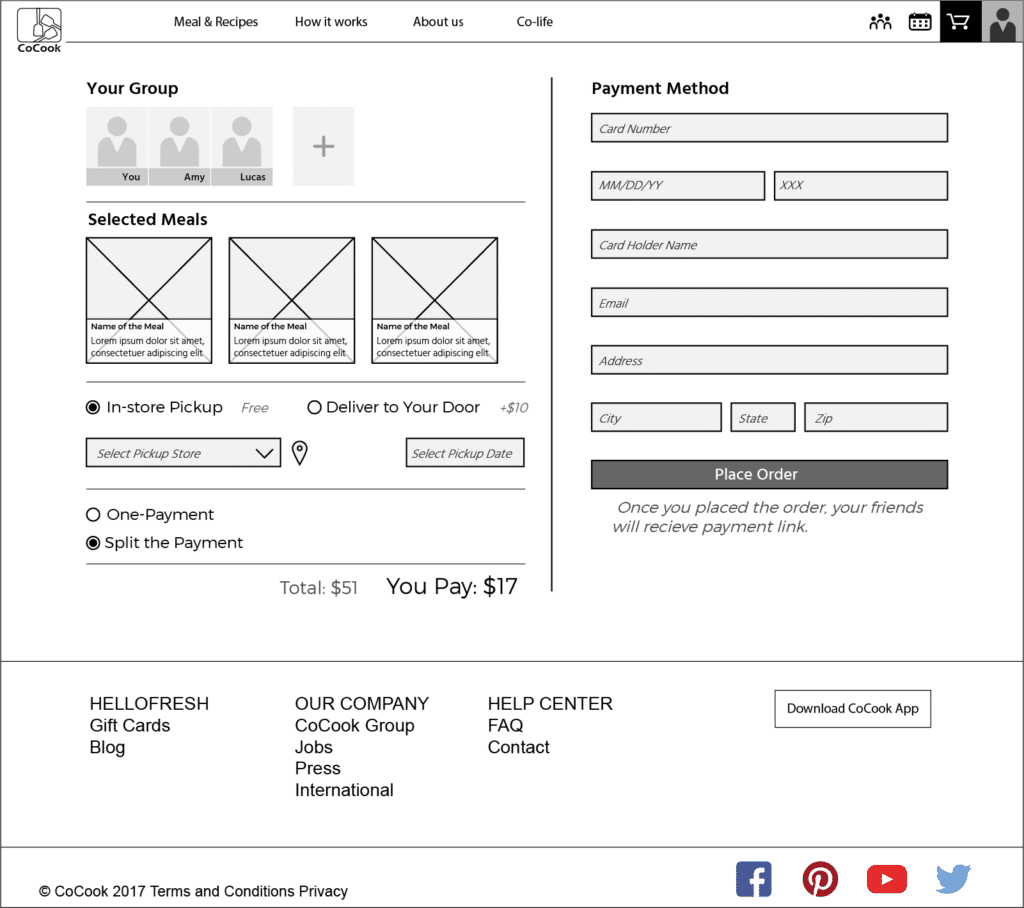 CoCook
Meal & Recipes
How it works
About us
Co-life
Your Group
You
Amy
Lucas
+
Selected Meals
Name of the Meal
Lorem ipsum dolor sit amet,
consectetuer adipiscing elit
Name of the Meal
Lorem ipsum dolor sit amet,
consectetuer adipiscing elit
Name of the Meal
Lorem ipsum dolor sit amet,
consectetuer adipiscing elit
In-store Pickup Free
Deliver to Your Door +$10
Select Pickup Store
Select Pickup Date
One-Payment
Split the Payment
Total: $51 You Pay: $17
Payment Method
Card Number
MM/DD/YY
XXX
Card Holder Name
Email
Address
City
State
Zip
Place Order
Once you placed the order, your friends
will recieve payment link.
HELLOFRESH
Gift Cards
Blog
OUR COMPANY
CoCook Group
Jobs
Press
International
HELP CENTER
FAQ
Contact
Download CoCook App
© CoCook 2017 Terms and Conditions Privacy